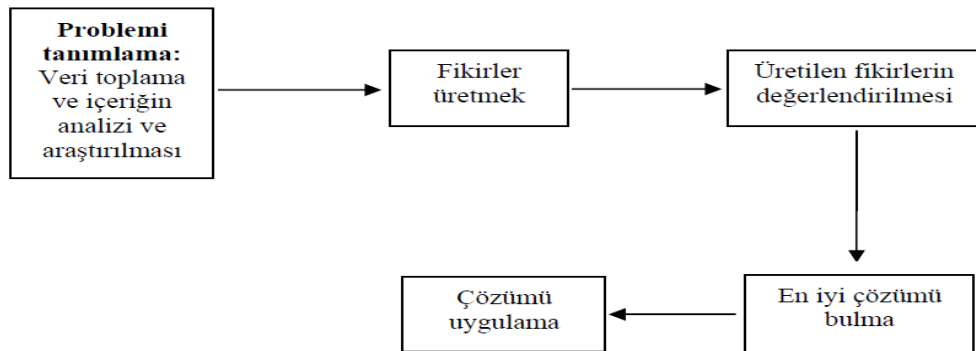 Problemi
tanımlama:
Veri toplama
ve içeriğin
analizi ve
araştırılması
Fikirler
üretmek
Üretilen fikirlerin
değerlendirilmesi
En iyi çözümü
bulma
Çözümü
uygulama